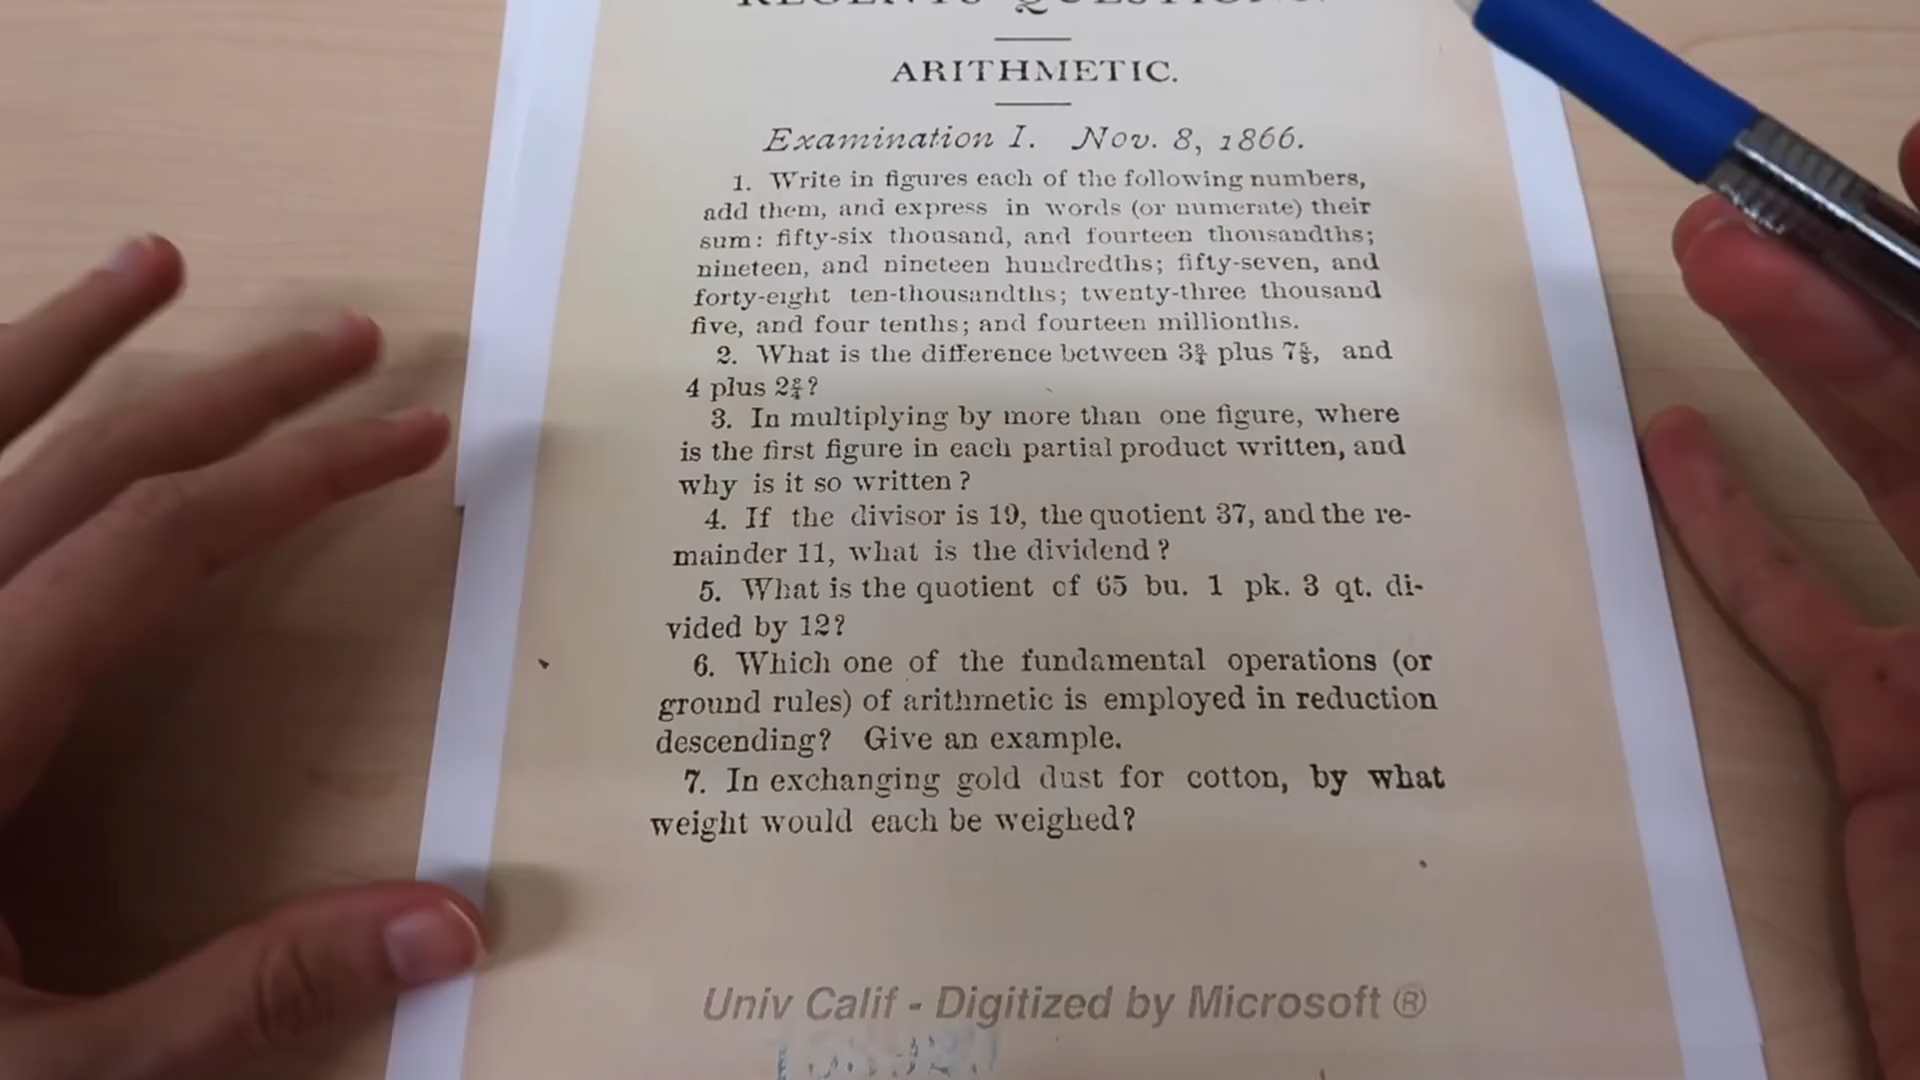 REGENTS' QUESTIONS.
ARITHMETIC.
Examination I. Nov. 8, 1866.
1. Write in figures each of the following numbers,
add them, and express in words (or numerate) their
sum: fifty-six thousand, and fourteen thousandths;
nineteen, and nineteen hundredths; fifty-seven, and
forty-eight ten-thousandths; twenty-three thousand
five, and four tenths; and fourteen millionths.
2. What is the difference between 3¾ plus 7⅝, and
4 plus 2¾?
3. In multiplying by more than one figure, where
is the first figure in each partial product written, and
why is it so written?
4. If the divisor is 19, the quotient 37, and the re-
mainder 11, what is the dividend?
5. What is the quotient of 65 bu. 1 pk. 3 qt. di-
vided by 12?
6. Which one of the fundamental operations (or
ground rules) of arithmetic is employed in reduction
descending? Give an example.
7. In exchanging gold dust for cotton, by what
weight would each be weighed?
Univ Calif - Digitized by Microsoft ®